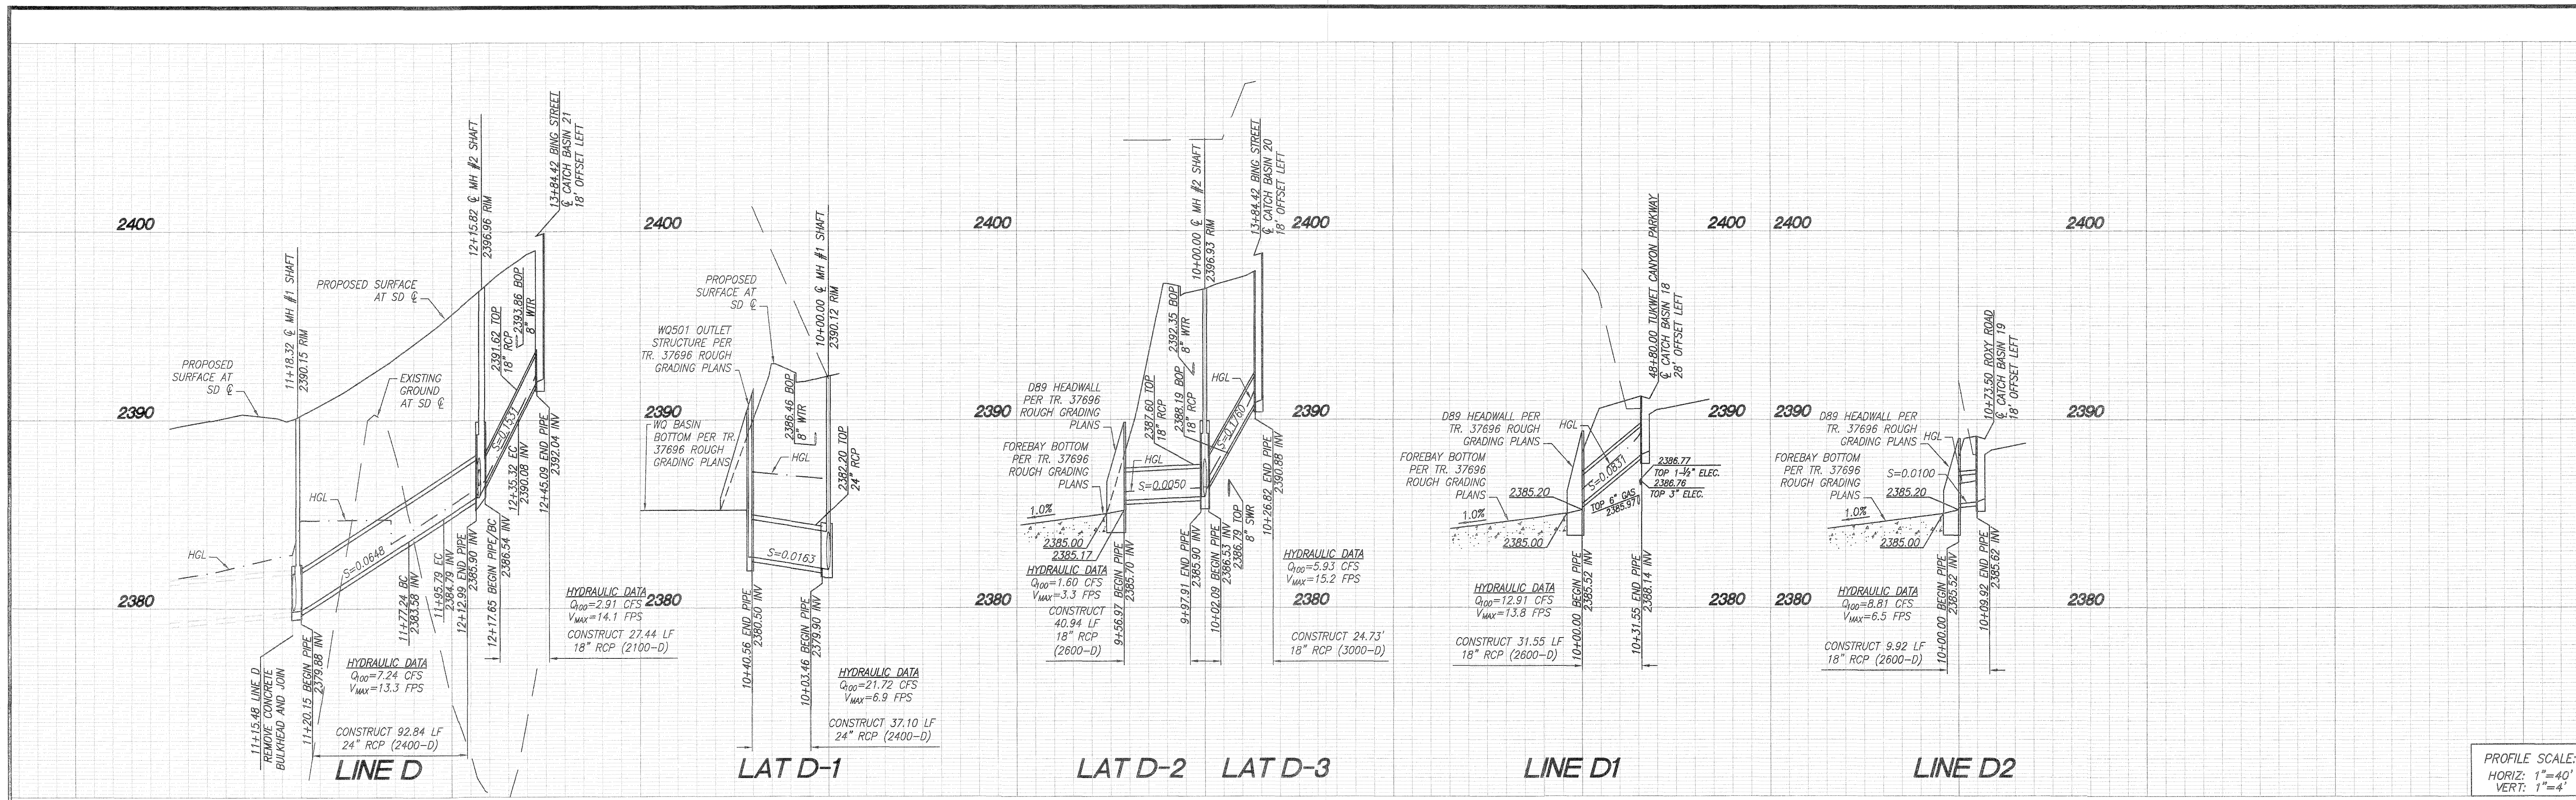 2400
2390
2380
PROPOSED
SURFACE AT
SD ℄
HGL
11+18.32 ℄ MH #1 SHAFT
2390.15 RIM
PROPOSED SURFACE
AT SD ℄
EXISTING
GROUND
AT SD ℄
HGL
S=0.0648
12+15.82 ℄ MH #2 SHAFT
2396.96 RIM
13+84.42 BING STREET
℄ CATCH BASIN 21
18' OFFSET LEFT
2391.62 TOP
18" RCP
2393.86 BOP
8" WTR
S=0.1531
11+15.48 LINE D
REMOVE CONCRETE
BULKHEAD AND JOIN
11+20.15 BEGIN PIPE
2379.88 INV
11+77.24 BC
2383.58 INV
11+95.79 EC
2384.79 INV
12+12.99 END PIPE
2385.90 INV
12+17.65 BEGIN PIPE/BC
2386.54 INV
12+35.32 EC
2390.08 INV
12+45.09 END PIPE
2392.04 INV
HYDRAULIC DATA
Q100=7.24 CFS
VMAX=13.3 FPS
CONSTRUCT 92.84 LF
24" RCP (2400-D)
HYDRAULIC DATA
Q100=2.91 CFS
VMAX=14.1 FPS
CONSTRUCT 27.44 LF
18" RCP (2100-D)
LINE D
2400
2390
2380
PROPOSED
SURFACE AT
SD ℄
WQ501 OUTLET
STRUCTURE PER
TR. 37696 ROUGH
GRADING PLANS
WQ BASIN
BOTTOM PER TR.
37696 ROUGH
GRADING PLANS
10+00.00 ℄ MH #1 SHAFT
2390.12 RIM
2386.46 BOP
8" WTR
HGL
2382.20 TOP
24" RCP
S=0.0163
10+40.56 END PIPE
2380.50 INV
10+03.46 BEGIN PIPE
2379.90 INV
HYDRAULIC DATA
Q100=21.72 CFS
VMAX=6.9 FPS
CONSTRUCT 37.10 LF
24" RCP (2400-D)
LAT D-1
2400
2390
2380
D89 HEADWALL
PER TR. 37696
ROUGH GRADING
PLANS
FOREBAY BOTTOM
PER TR. 37696
ROUGH GRADING
PLANS
1.0%
2385.00
2385.17
2387.60 TOP
18" RCP
2388.19 BOP
18" RCP
2392.35 BOP
8" WTR
10+00.00 ℄ MH #2 SHAFT
2396.93 RIM
13+84.42 BING STREET
℄ CATCH BASIN 20
18' OFFSET LEFT
HGL
HGL
S=0.0050
S=0.1760
9+56.97 BEGIN PIPE
2385.70 INV
9+97.91 END PIPE
2385.90 INV
10+02.09 BEGIN PIPE
2386.53 INV
2386.79 TOP
8" SWR
10+26.82 END PIPE
2390.88 INV
HYDRAULIC DATA
Q100=1.60 CFS
VMAX=3.3 FPS
CONSTRUCT
40.94 LF
18" RCP
(2600-D)
HYDRAULIC DATA
Q100=5.93 CFS
VMAX=15.2 FPS
CONSTRUCT 24.73'
18" RCP (3000-D)
LAT D-2
LAT D-3
2400
2390
2380
D89 HEADWALL PER
TR. 37696 ROUGH
GRADING PLANS
FOREBAY BOTTOM
PER TR. 37696
ROUGH GRADING
PLANS
1.0%
2385.20
2385.00
HGL
S=0.0831
TOP 6" GAS
2385.97
48+80.00 TUKWET CANYON PARKWAY
℄ CATCH BASIN 18
28' OFFSET LEFT
2386.77
TOP 1-½" ELEC.
2386.76
TOP 3" ELEC.
10+00.00 BEGIN PIPE
2385.52 INV
10+31.55 END PIPE
2388.14 INV
HYDRAULIC DATA
Q100=12.91 CFS
VMAX=13.8 FPS
CONSTRUCT 31.55 LF
18" RCP (2600-D)
LINE D1
2400
2390
2380
2400
2390
2380
D89 HEADWALL PER
TR. 37696 ROUGH
GRADING PLANS
FOREBAY BOTTOM
PER TR. 37696
ROUGH GRADING
PLANS
1.0%
2385.20
2385.00
HGL
S=0.0100
10+73.50 ROXY ROAD
℄ CATCH BASIN 19
18' OFFSET LEFT
10+00.00 BEGIN PIPE
2385.52 INV
10+09.92 END PIPE
2385.62 INV
HYDRAULIC DATA
Q100=8.81 CFS
VMAX=6.5 FPS
CONSTRUCT 9.92 LF
18" RCP (2600-D)
LINE D2
2400
2390
2380
PROFILE SCALE:
HORIZ: 1"=40'
VERT: 1"=4'